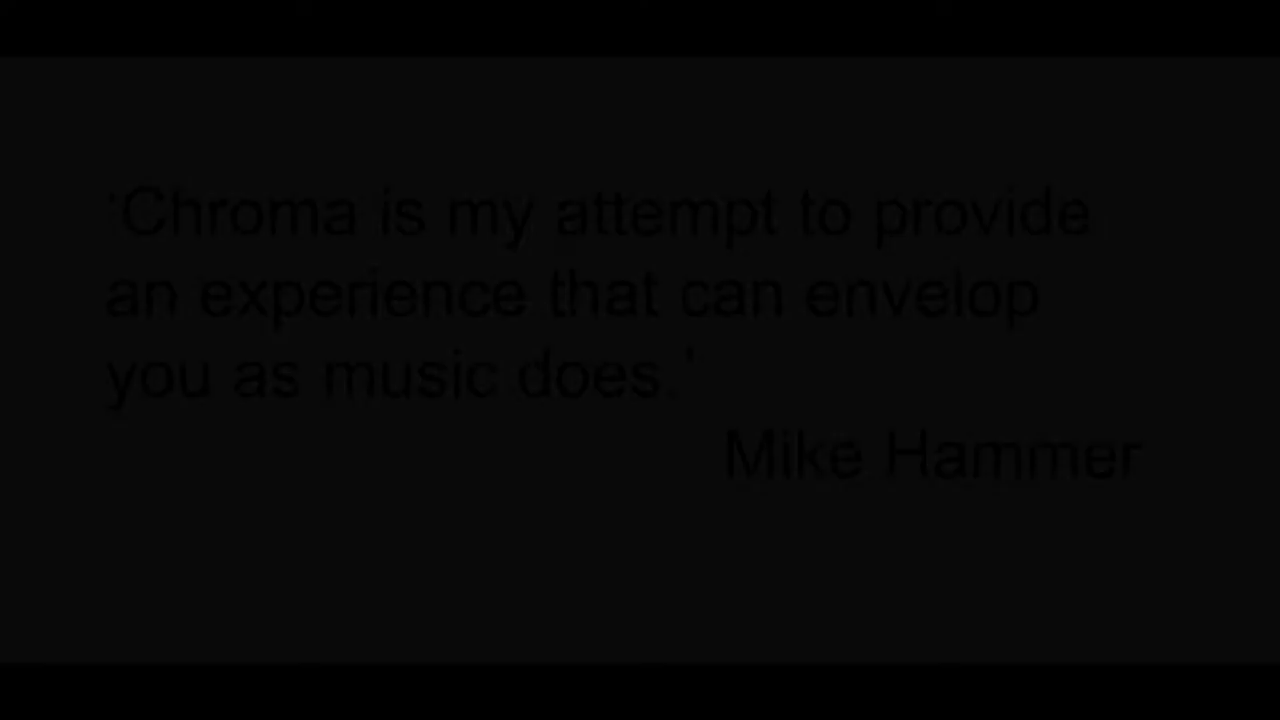 'Chroma is my attempt to provide
an experience that can envelop
you as music does.'
Mike Hammer